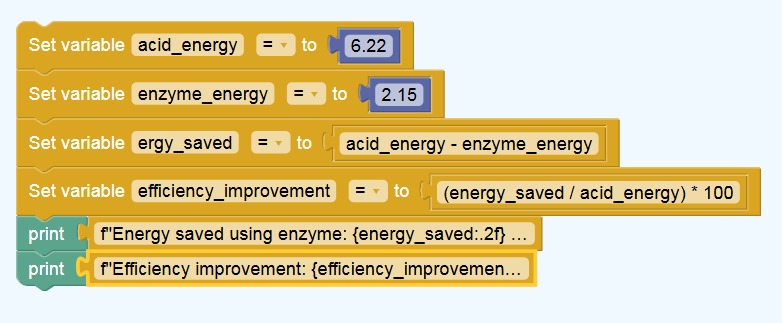 Set variable acid_energy = to 6.22
Set variable enzyme_energy = to 2.15
Set variable ergy_saved = to acid_energy - enzyme_energy
Set variable efficiency_improvement = to (energy_saved / acid_energy) * 100
print f"Energy saved using enzyme: {energy_saved:.2f} ...
print f"Efficiency improvement: {efficiency_improvemen...